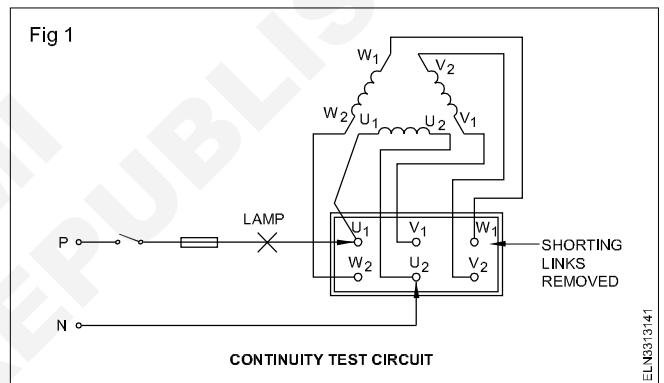 Fig 1
W1
V2
W2
U1
U2
V1
LAMP
U1
V1
W1
P
SHORTING
LINKS
REMOVED
W2
U2
V2
N
CONTINUITY TEST CIRCUIT
ELN3313141